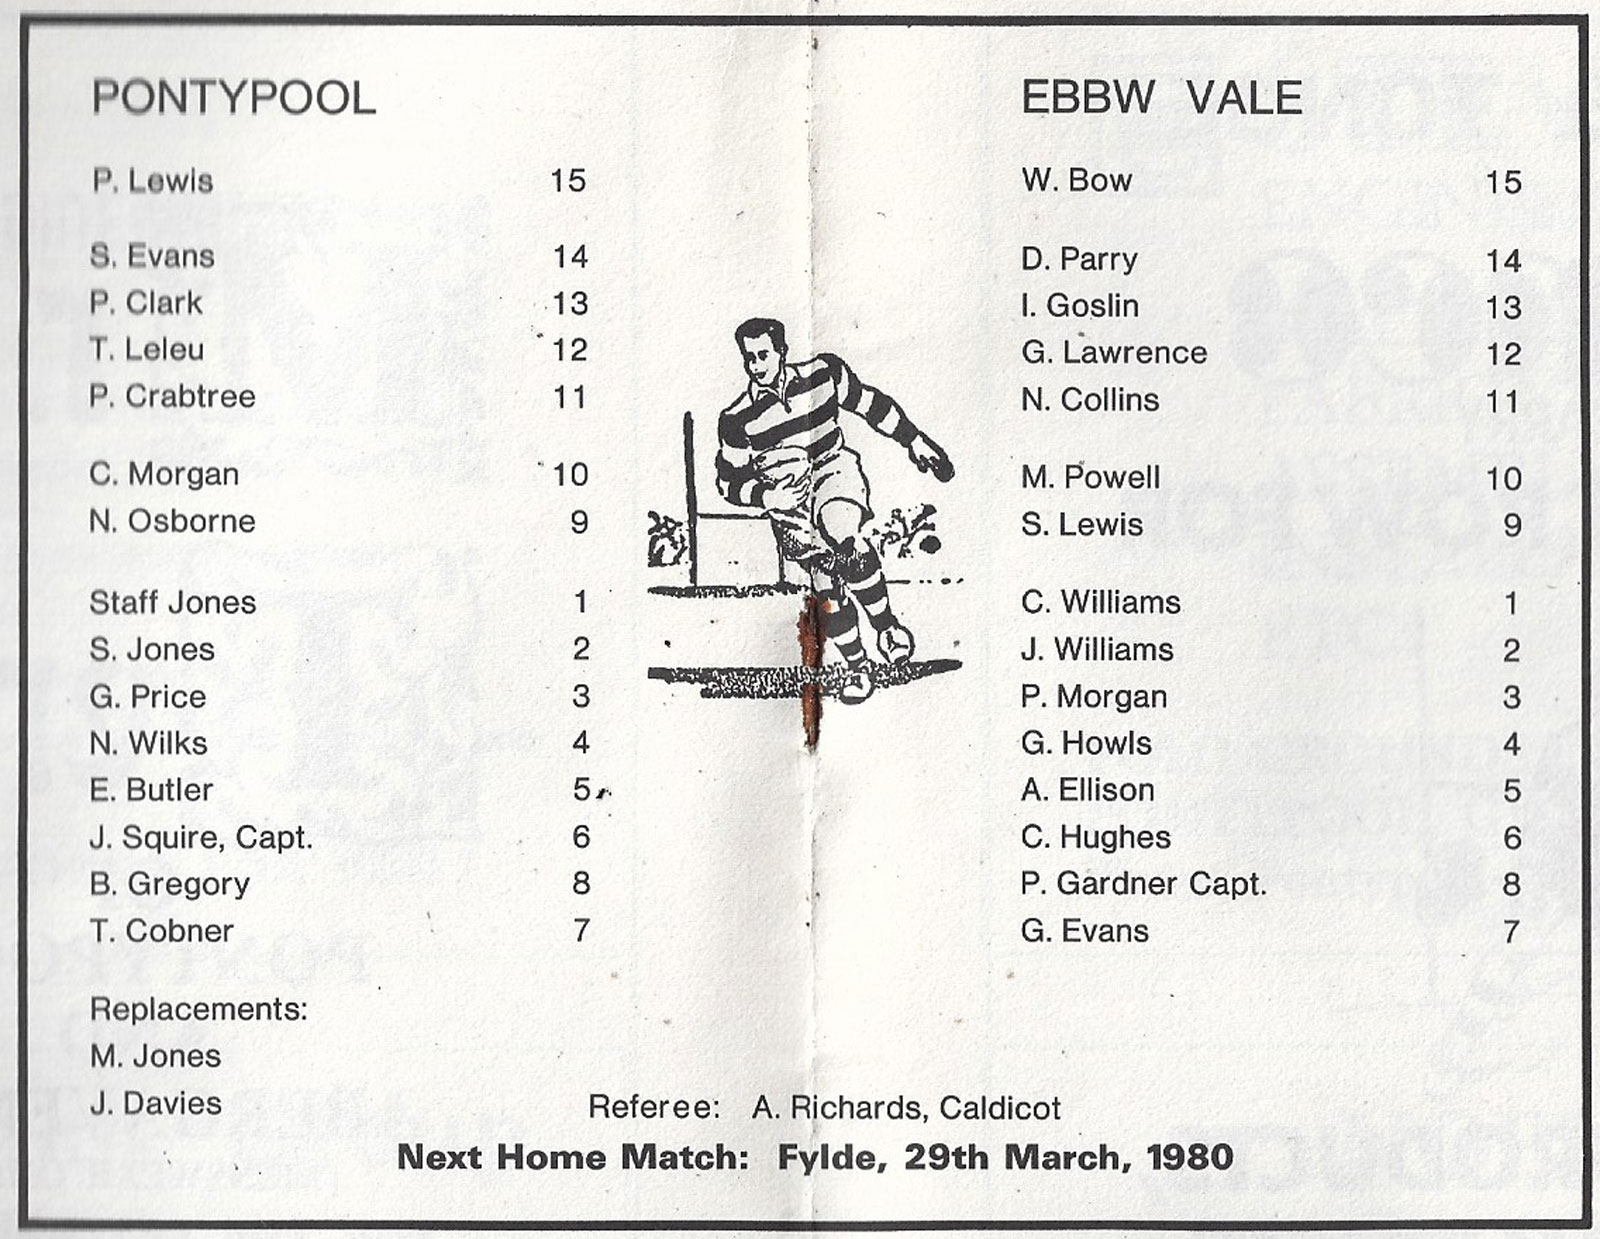 PONTYPOOL
P. Lewis 15
S. Evans 14
P. Clark 13
T. Leleu 12
P. Crabtree 11
C. Morgan 10
N. Osborne 9
Staff Jones 1
S. Jones 2
G. Price 3
N. Wilks 4
E. Butler 5
J. Squire, Capt. 6
B. Gregory 8
T. Cobner 7
Replacements:
M. Jones
J. Davies
EBBW VALE
W. Bow 15
D. Parry 14
I. Goslin 13
G. Lawrence 12
N. Collins 11
M. Powell 10
S. Lewis 9
C. Williams 1
J. Williams 2
P. Morgan 3
G. Howls 4
A. Ellison 5
C. Hughes 6
P. Gardner Capt. 8
G. Evans 7
Referee: A. Richards, Caldicot
Next Home Match: Fylde, 29th March, 1980